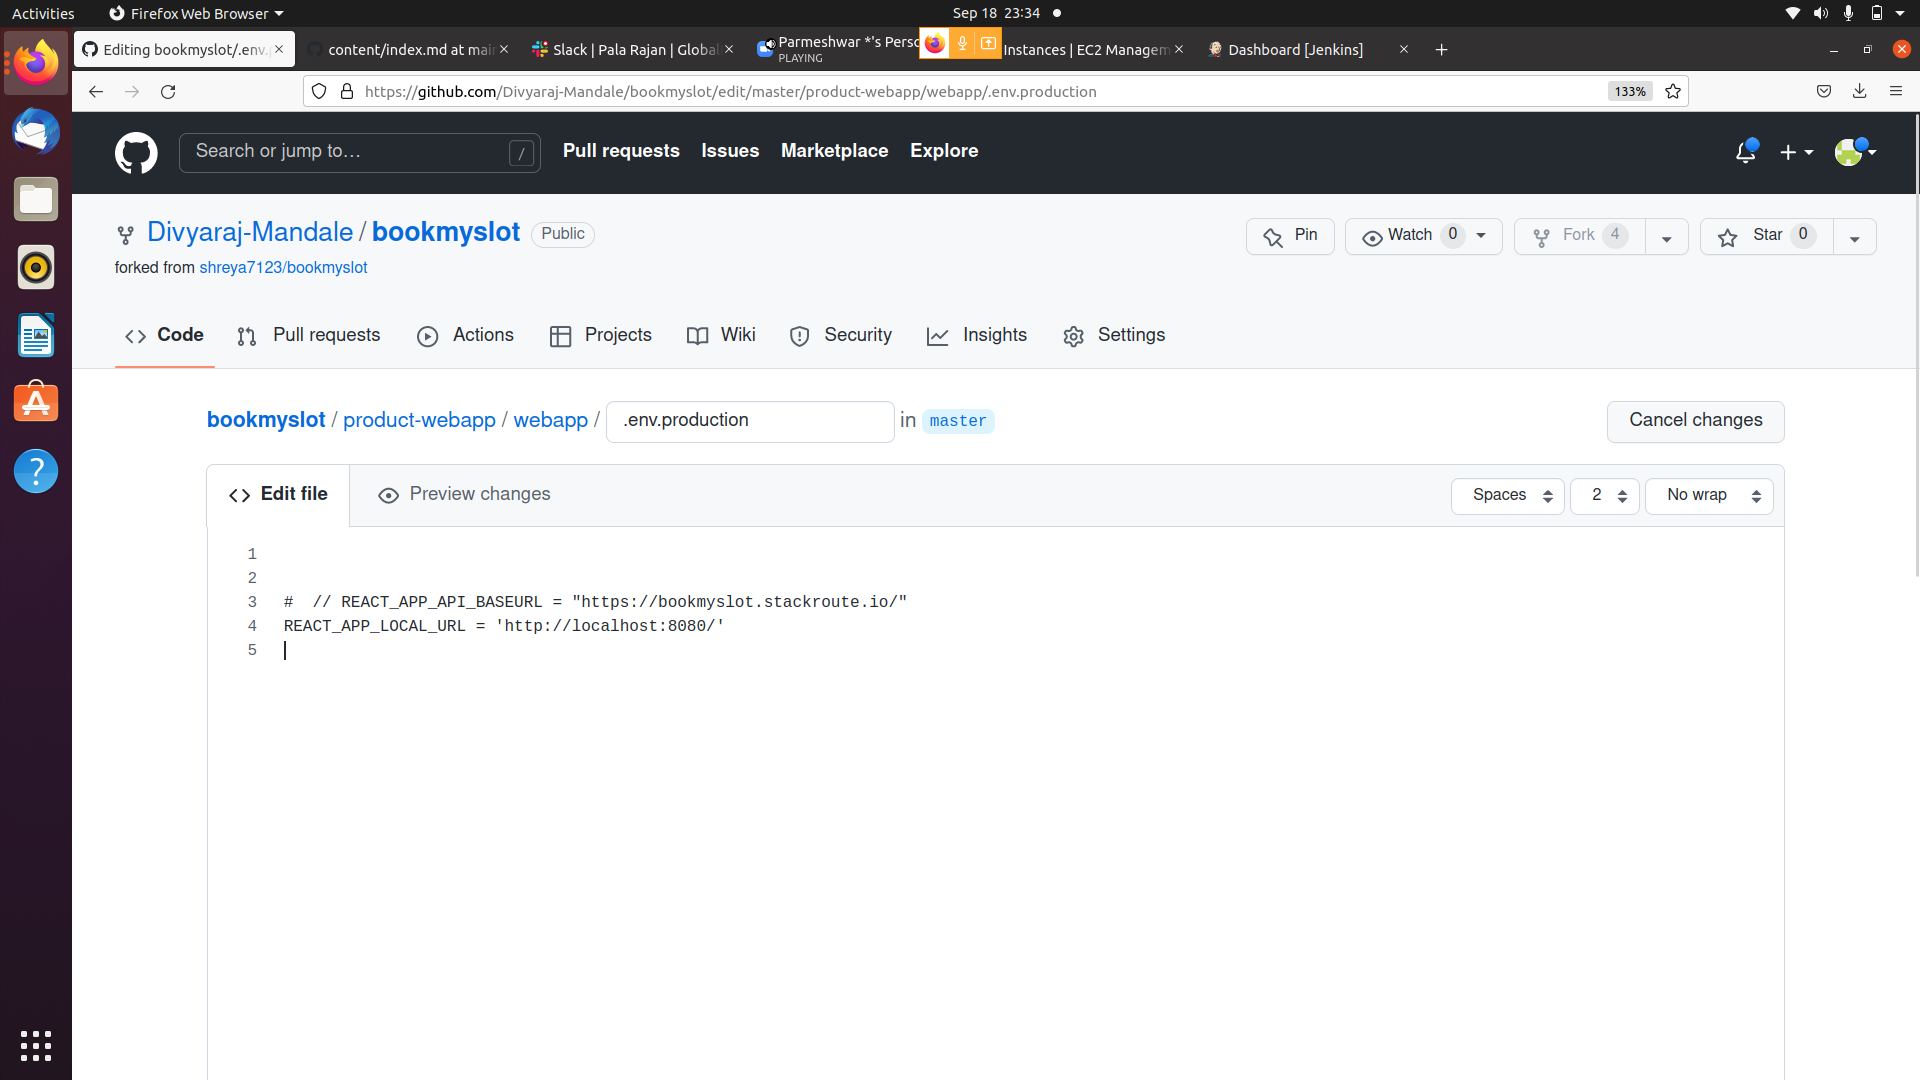 Activities Firefox Web Browser Sep 18 23:34
Editing bookmyslot/.env. content/index.md at mai Slack | Pala Rajan | Global Parmeshwar *'s Perso Instances | EC2 Managem Dashboard [Jenkins]
PLAYING
https://github.com/Divyaraj-Mandale/bookmyslot/edit/master/product-webapp/webapp/.env.production 133%
Search or jump to… / Pull requests Issues Marketplace Explore
Divyaraj-Mandale / bookmyslot Public Pin Watch 0 Fork 4 Star 0
forked from shreya7123/bookmyslot
Code Pull requests Actions Projects Wiki Security Insights Settings
bookmyslot / product-webapp / webapp / .env.production in master Cancel changes
Edit file Preview changes Spaces 2 No wrap
1
2
3 #  // REACT_APP_API_BASEURL = "https://bookmyslot.stackroute.io/"
4 REACT_APP_LOCAL_URL = 'http://localhost:8080/'
5